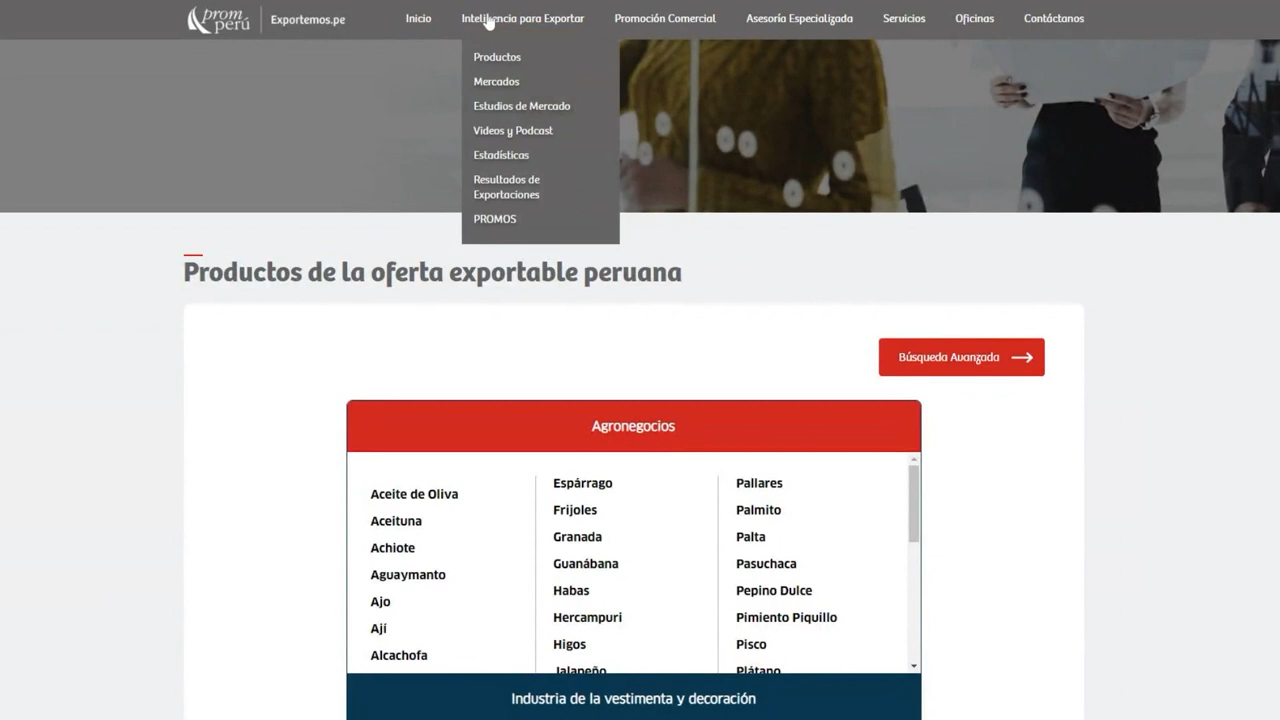 prom
perú
Exportemos.pe
Inicio
Inteligencia para Exportar
Promoción Comercial
Asesoría Especializada
Servicios
Oficinas
Contáctanos
Productos
Mercados
Estudios de Mercado
Videos y Podcast
Estadísticas
Resultados de
Exportaciones
PROMOS
Productos de la oferta exportable peruana
Búsqueda Avanzada
Agronegocios
Aceite de Oliva
Aceituna
Achiote
Aguaymanto
Ajo
Ají
Alcachofa
Espárrago
Frijoles
Granada
Guanábana
Habas
Hercampuri
Higos
Jalapeño
Pallares
Palmito
Palta
Pasuchaca
Pepino Dulce
Pimiento Piquillo
Pisco
Plátano
Industria de la vestimenta y decoración